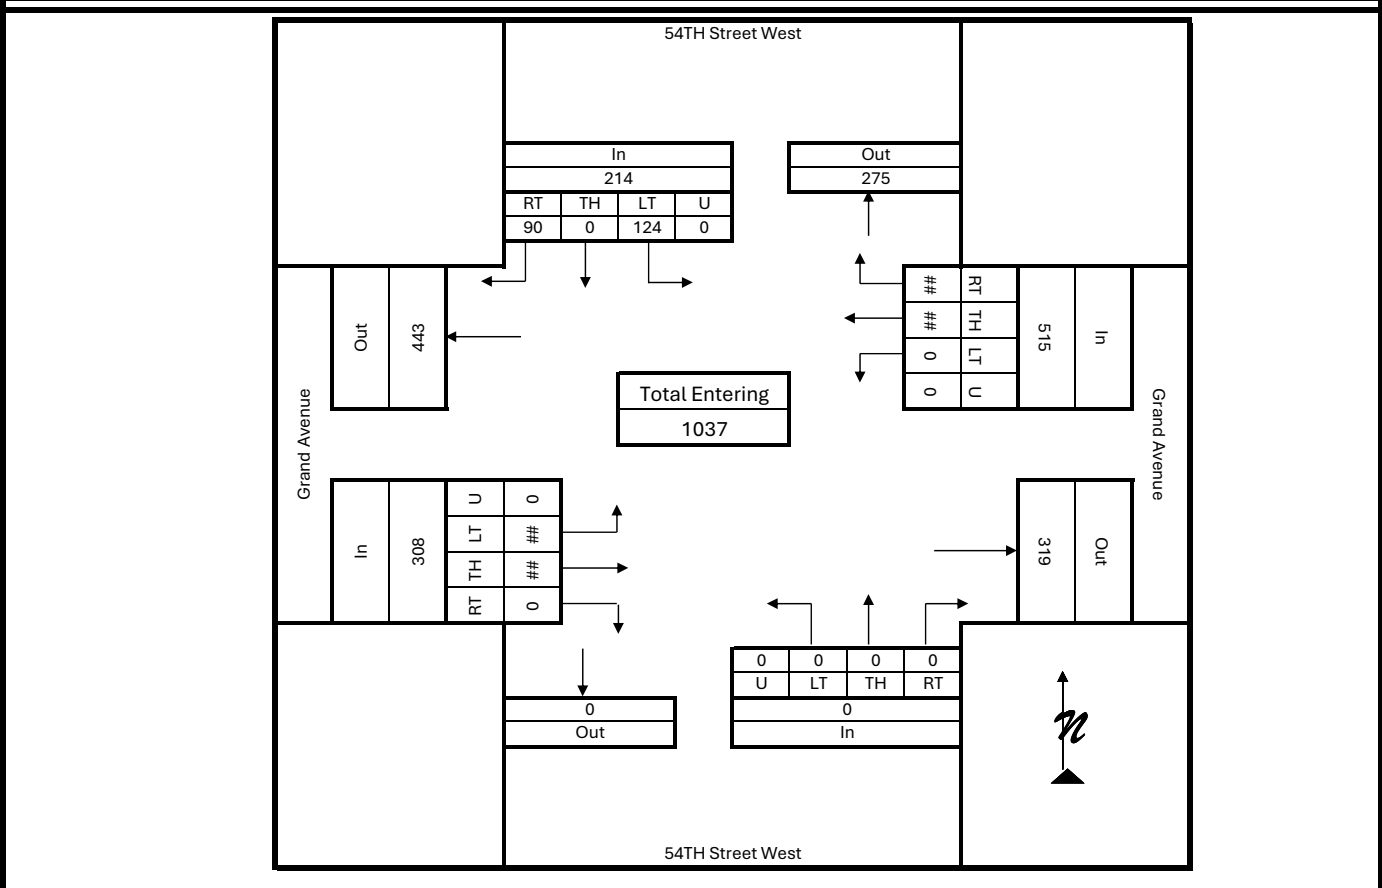 54TH Street West
In
214
RT TH LT U
90 0 124 0
Out
275
Out
443
Grand Avenue
## RT
## TH
0 LT
0 U
515
In
Grand Avenue
Total Entering
1037
In
308
U 0
LT ##
TH ##
RT 0
319
Out
0
Out
0 0 0 0
U LT TH RT
0
In
N
54TH Street West